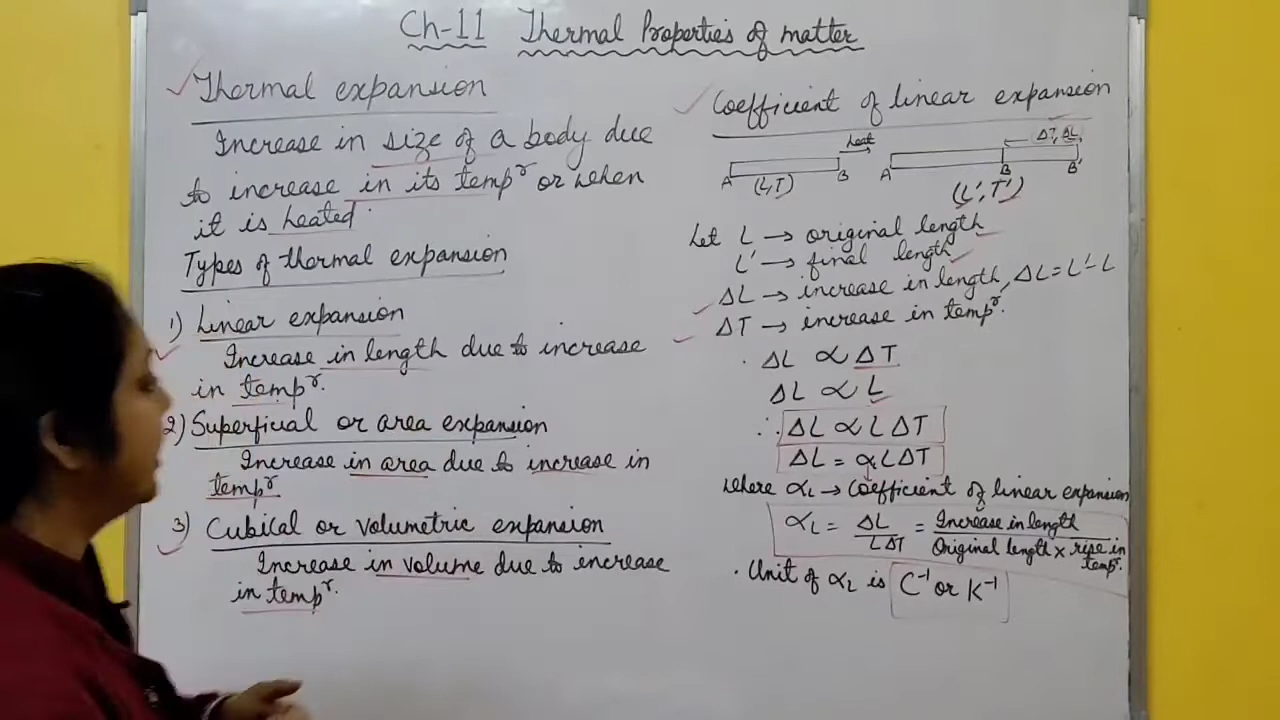 Ch-11 Thermal Properties of matter
Thermal expansion
Increase in size of a body due
to increase in its tempʳ or when
it is heated.
Types of thermal expansion
1) Linear expansion
Increase in length due to increase
in tempʳ.
2) Superficial or area expansion
Increase in area due to increase in
tempʳ
3) Cubical or volumetric expansion
Increase in volume due to increase
in tempʳ.
Coefficient of linear expansion
heat
ΔT, ΔL
A B A B B'
(L,T) (L',T')
Let L → original length
L' → final length
ΔL → increase in length, ΔL = L' - L
ΔT → increase in tempʳ.
ΔL ∝ ΔT
ΔL ∝ L
∴ ΔL ∝ L ΔT
ΔL = αLΔT
where αL → Coefficient of linear expansion
αL = ΔL / LΔT = Increase in length / Original length × rise in tempʳ.
. Unit of αL is C⁻¹ or K⁻¹